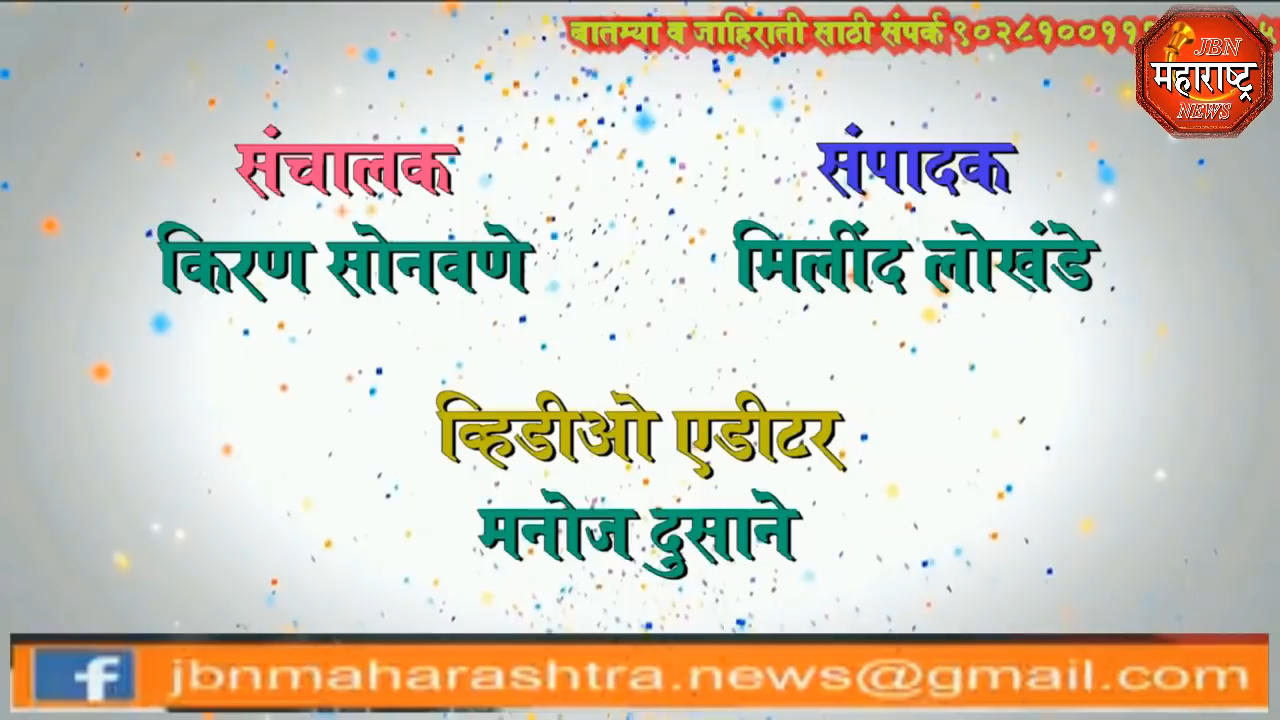 बातम्या व जाहिराती साठी संपर्क
JBN
महाराष्ट्र
NEWS
संचालक
संपादक
किरण सोनवणे
मिलींद लोखंडे
व्हिडीओ एडीटर
मनोज दुसाने
f jbnmaharashtra.news@gmail.com